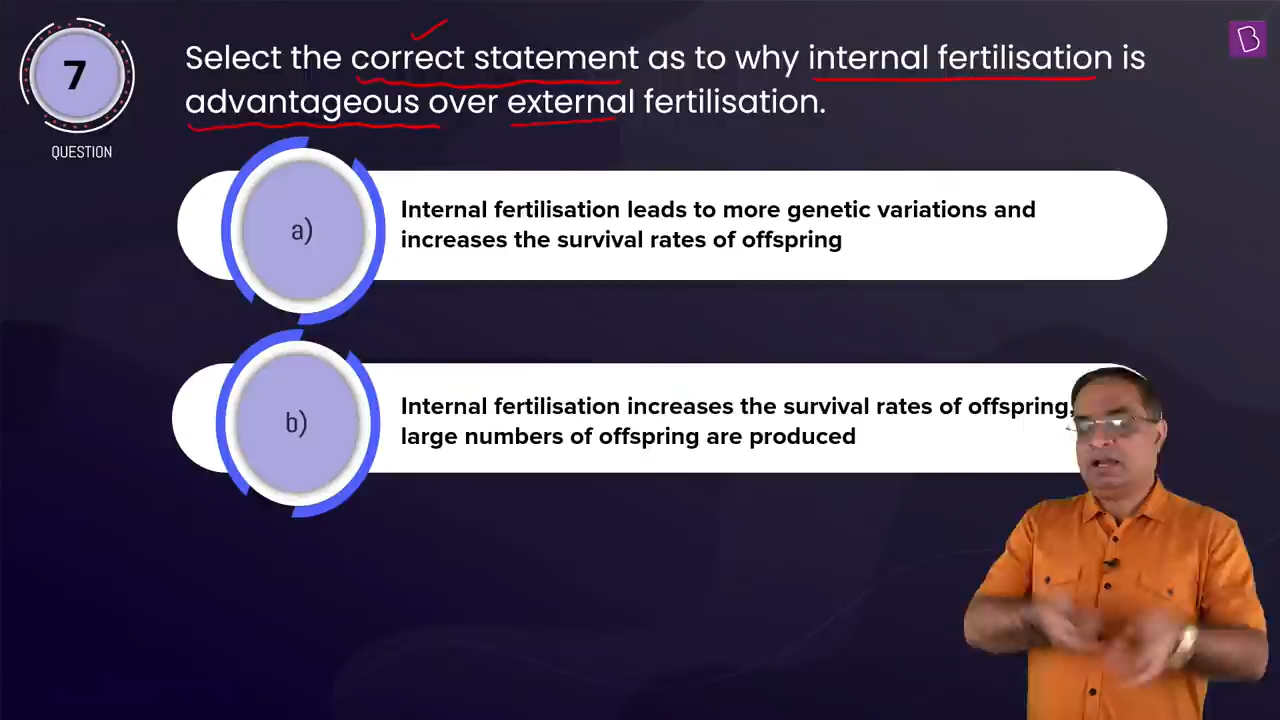 7
QUESTION
Select the correct statement as to why internal fertilisation is
advantageous over external fertilisation.
a)
Internal fertilisation leads to more genetic variations and
increases the survival rates of offspring
b)
Internal fertilisation increases the survival rates of offspring,
large numbers of offspring are produced
B